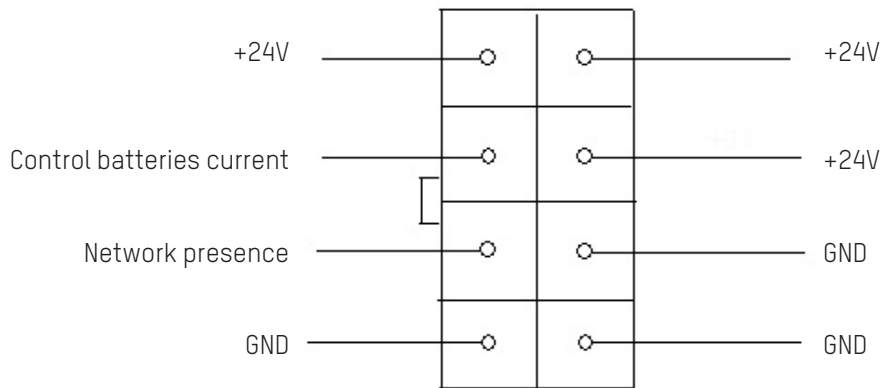 +24V +24V
Control batteries current +24V
Network presence GND
GND GND